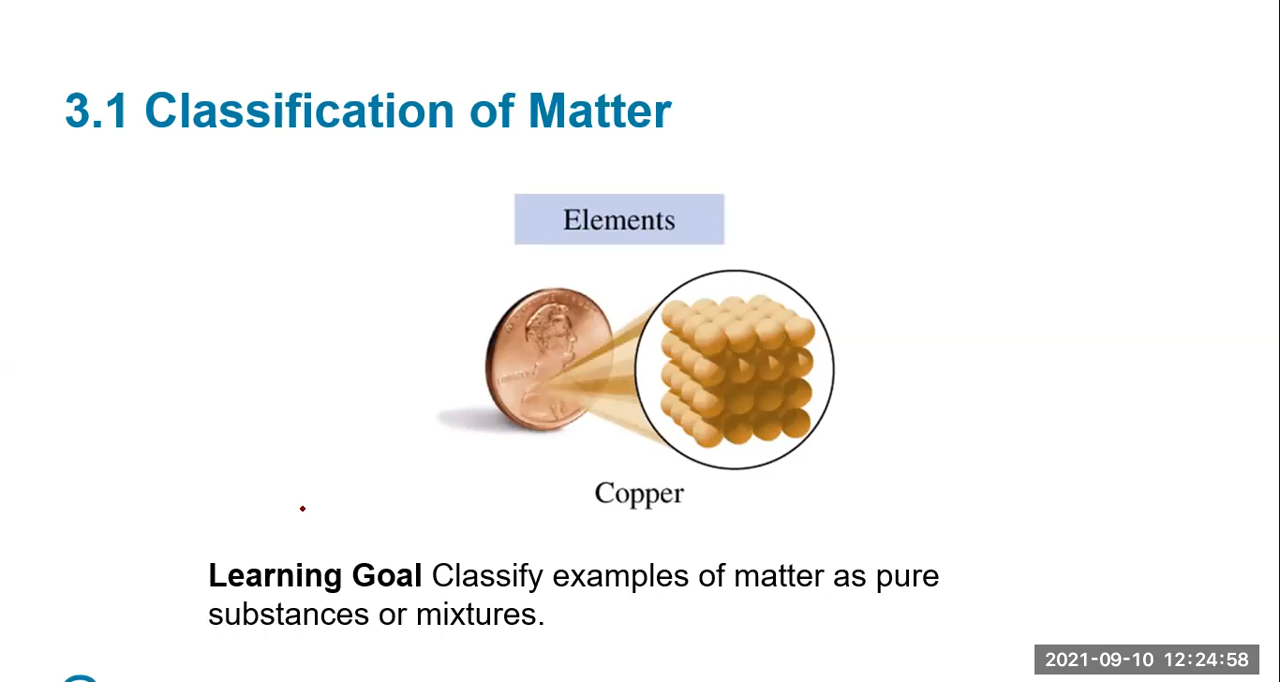 3.1 Classification of Matter
Elements
Copper
Learning Goal Classify examples of matter as pure
substances or mixtures.
2021-09-10 12:24:58